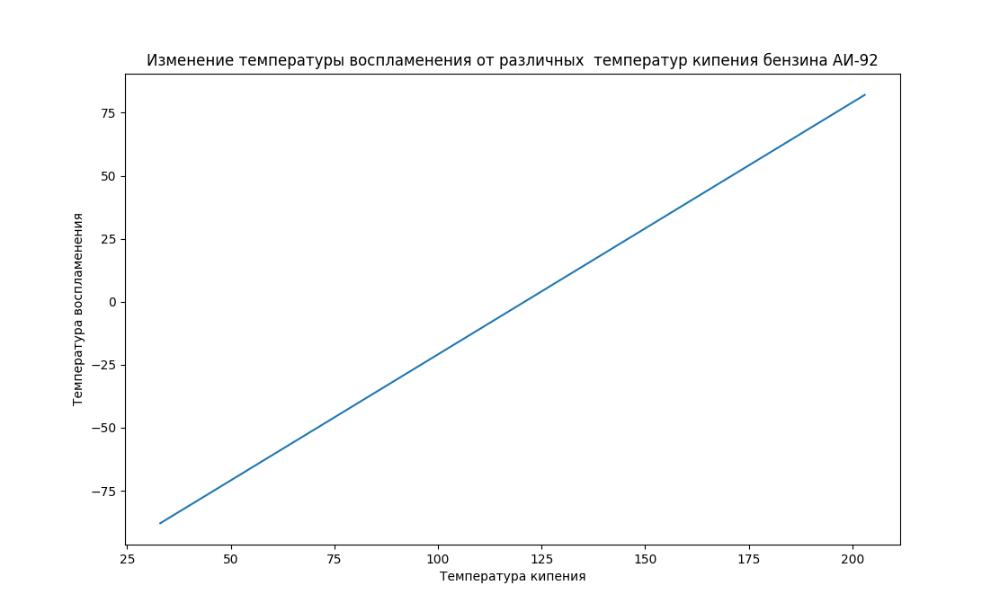 Изменение температуры воспламенения от различных  температур кипения бензина АИ-92
75
50
25
0
−25
−50
−75
Температура воспламенения
25 50 75 100 125 150 175 200
Температура кипения